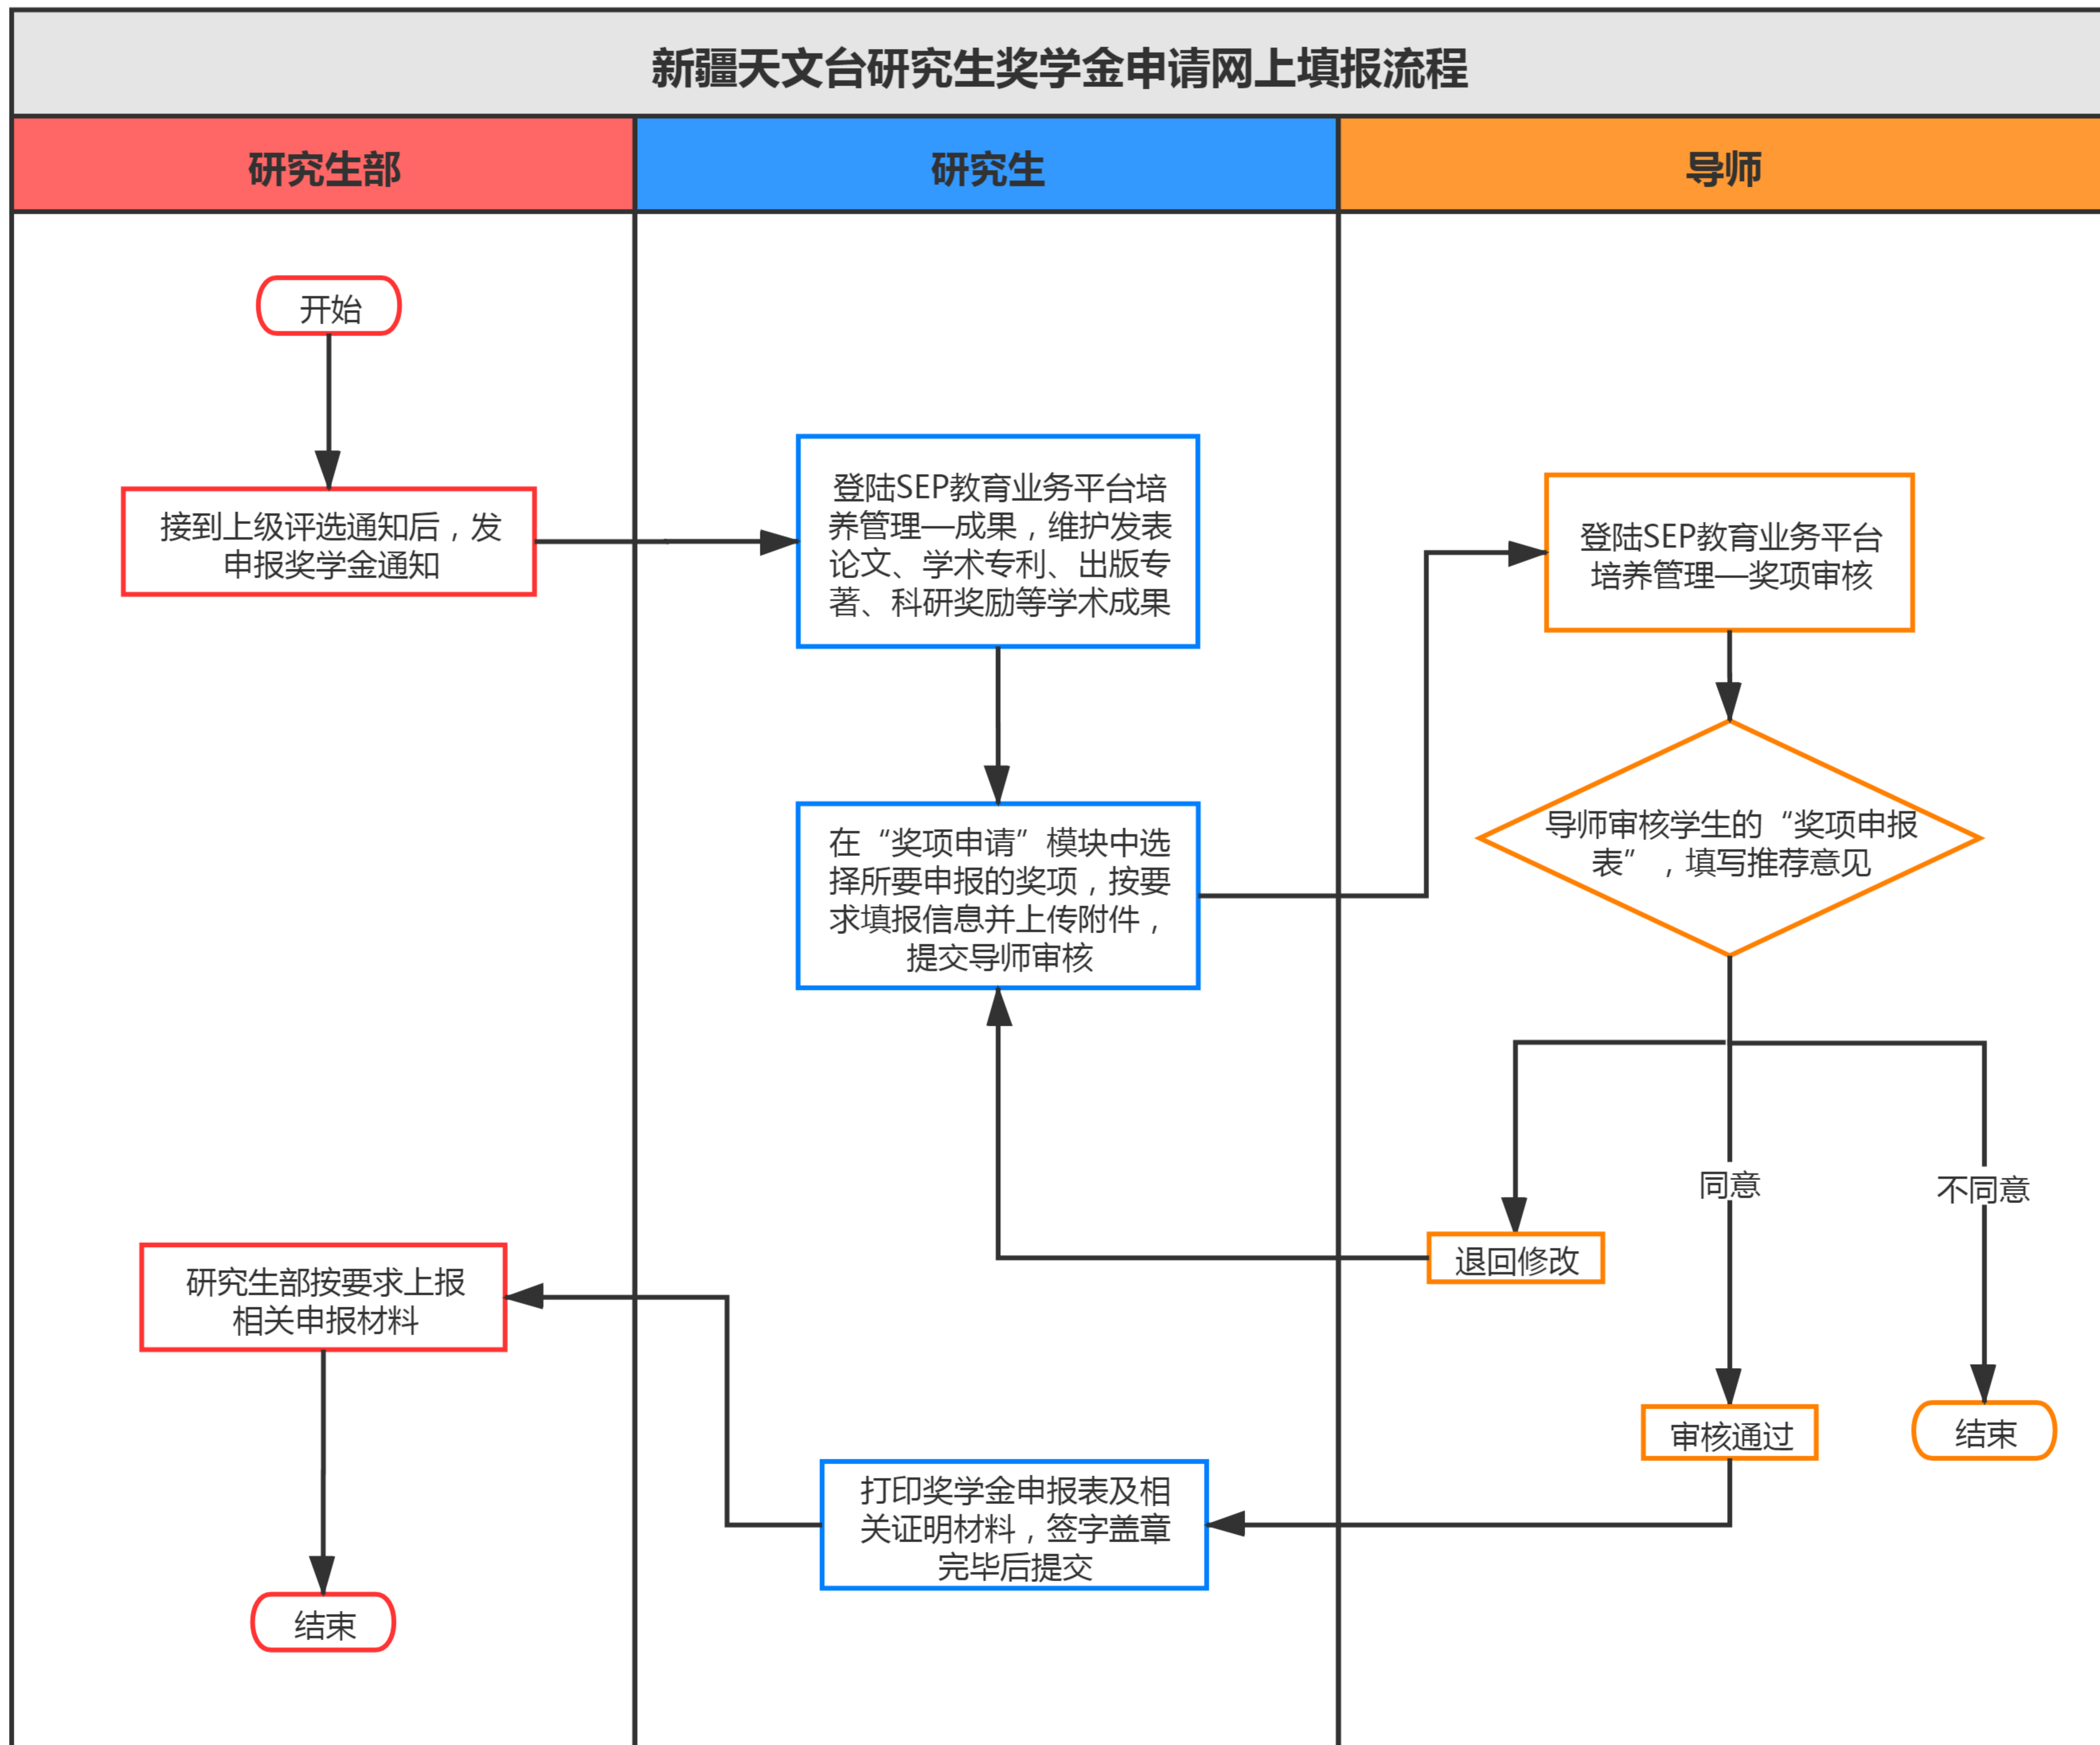 新疆天文台研究生奖学金申请网上填报流程
研究生部
研究生
导师
开始
接到上级评选通知后，发
申报奖学金通知
登陆SEP教育业务平台培
养管理—成果，维护发表
论文、学术专利、出版专
著、科研奖励等学术成果
登陆SEP教育业务平台
培养管理—奖项审核
在“奖项申请”模块中选
择所要申报的奖项，按要
求填报信息并上传附件，
提交导师审核
导师审核学生的“奖项申报
表”，填写推荐意见
同意
不同意
退回修改
研究生部按要求上报
相关申报材料
审核通过
结束
打印奖学金申报表及相
关证明材料，签字盖章
完毕后提交
结束